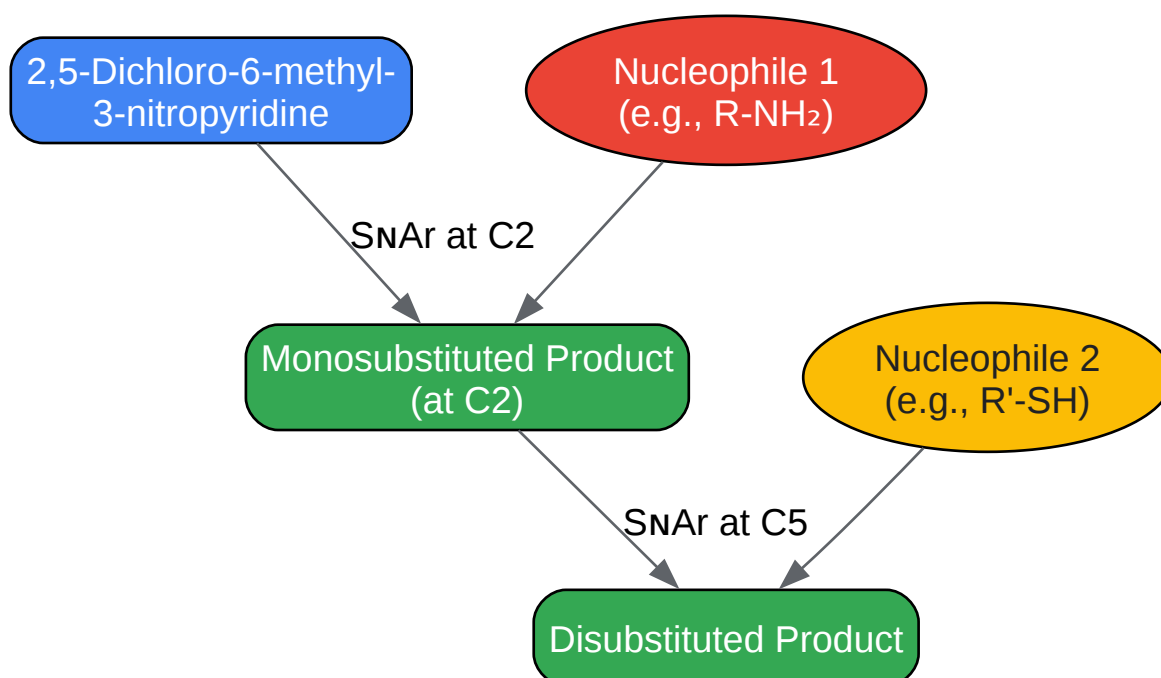 2,5-Dichloro-6-methyl-
3-nitropyridine
Nucleophile 1
(e.g., R-NH₂)
SɴAr at C2
Monosubstituted Product
(at C2)
Nucleophile 2
(e.g., R'-SH)
SɴAr at C5
Disubstituted Product